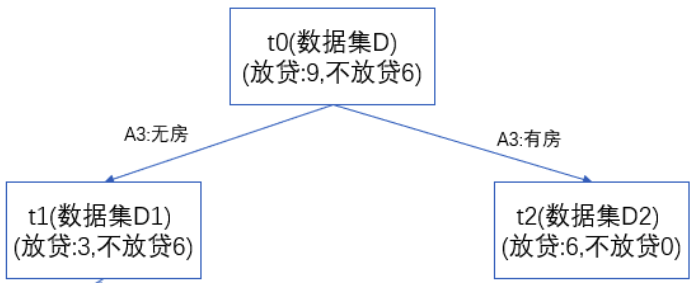 t0(数据集D)
(放贷:9,不放贷6)
A3:无房
A3:有房
t1(数据集D1)
(放贷:3,不放贷6)
t2(数据集D2)
(放贷:6,不放贷0)